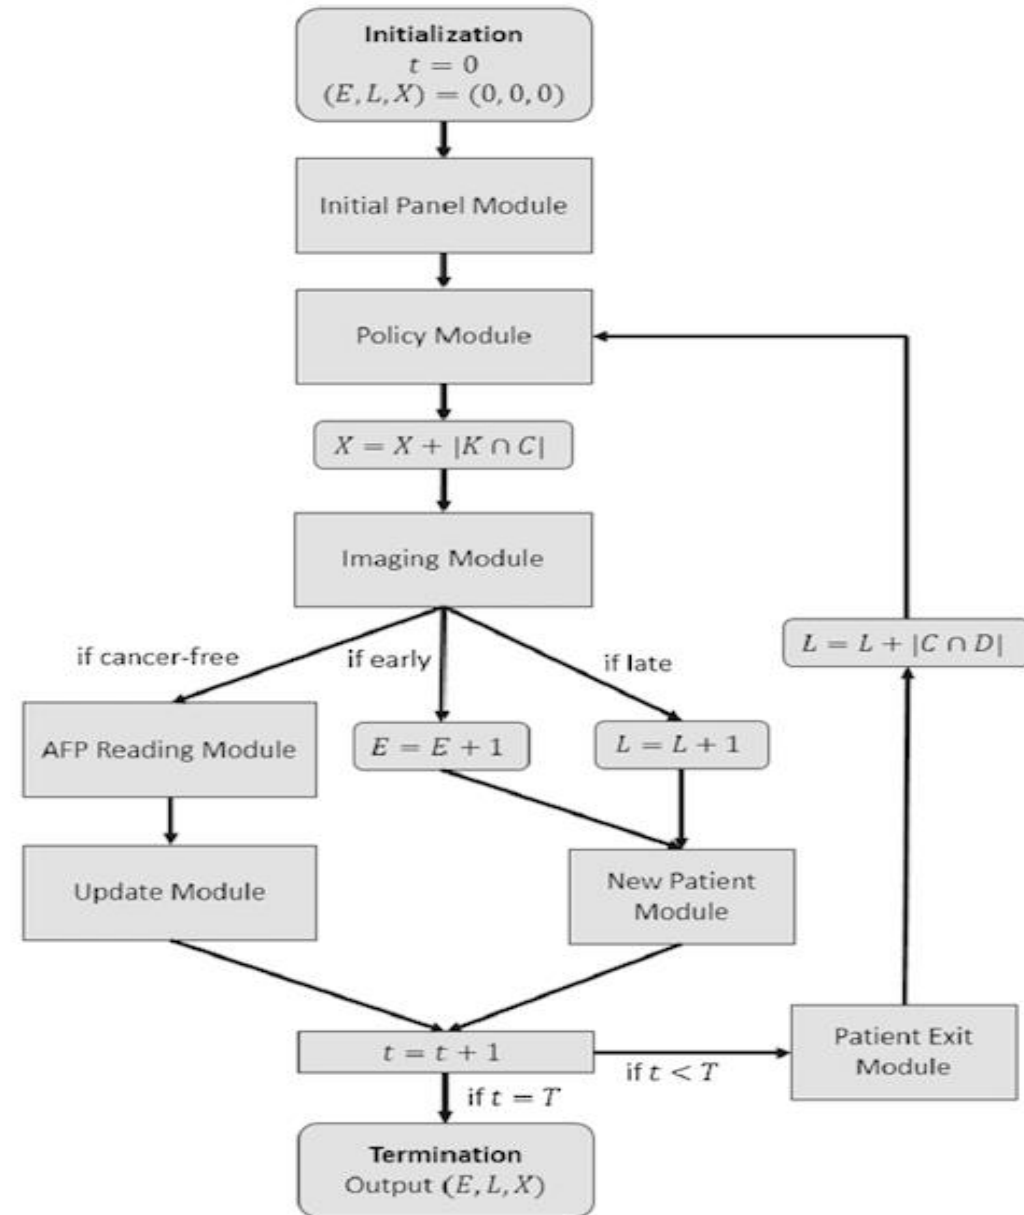 Initialization
t = 0
(E, L, X) = (0, 0, 0)
Initial Panel Module
Policy Module
X = X + |K ∩ C|
Imaging Module
if cancer-free
if early
if late
L = L + |C ∩ D|
AFP Reading Module
E = E + 1
L = L + 1
Update Module
New Patient
Module
t = t + 1
if t < T
Patient Exit
Module
if t = T
Termination
Output (E, L, X)